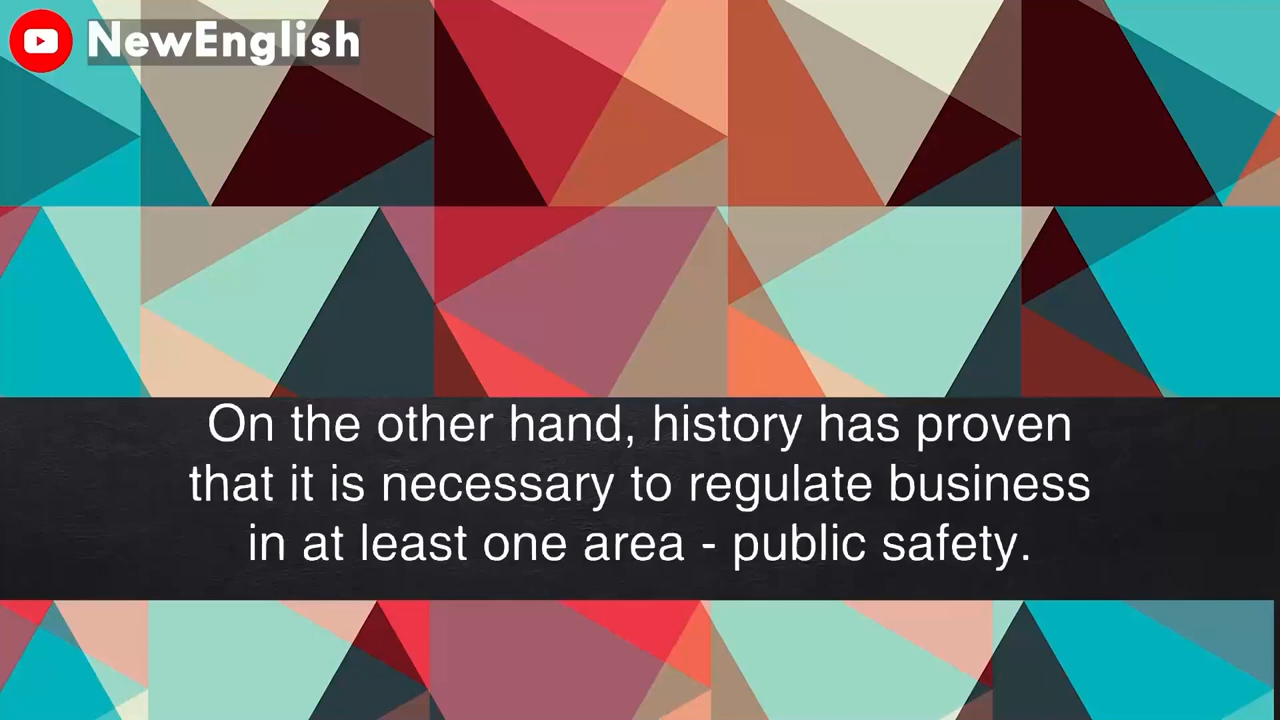 NewEnglish
On the other hand, history has proven
that it is necessary to regulate business
in at least one area - public safety.